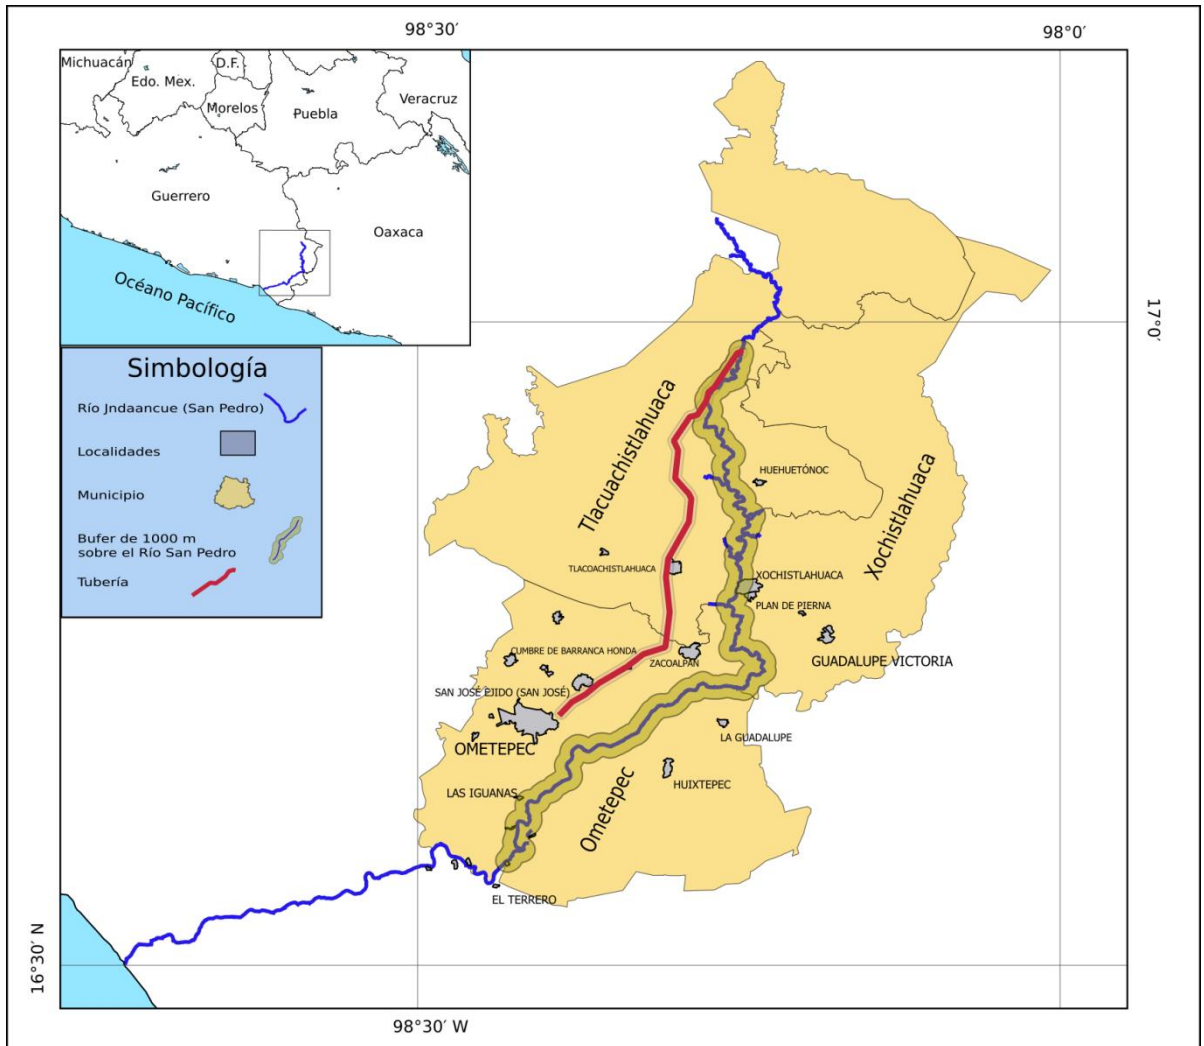 98°30′
98°0′
Michuacán
D.F.
Edo. Mex.
Morelos
Puebla
Veracruz
Guerrero
Oaxaca
Océano Pacífico
17°0′
Simbología
Río Jndaancue (San Pedro)
Localidades
Municipio
Bufer de 1000 m
sobre el Río San Pedro
Tubería
Tlacuachistlahuaca
HUEHUETÓNOC
Xochistlahuaca
TLACOACHISTLAHUACA
XOCHISTLAHUACA
PLAN DE PIERNA
CUMBRE DE BARRANCA HONDA
ZACOALPAN
GUADALUPE VICTORIA
SAN JOSÉ EJIDO (SAN JOSÉ)
OMETEPEC
LA GUADALUPE
LAS IGUANAS
HUIXTEPEC
Ometepec
EL TERRERO
16°30′ N
98°30′ W